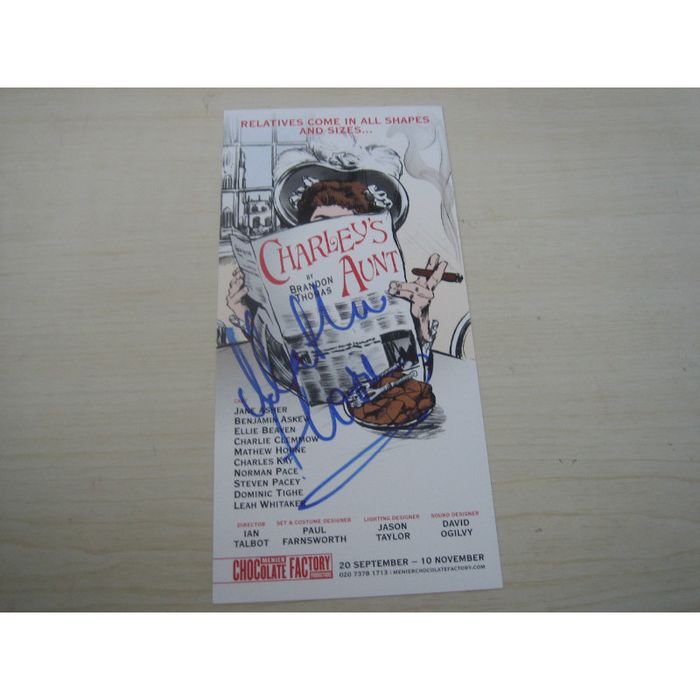 RELATIVES COME IN ALL SHAPES
AND SIZES...
CHARLEY'S
AUNT
BY
BRANDON
THOMAS
JANE ASHER
BENJAMIN ASKEW
ELLIE BEAVEN
CHARLIE CLEMMOW
MATHEW HORNE
CHARLES KAY
NORMAN PACE
STEVEN PACEY
DOMINIC TIGHE
LEAH WHITAKER
DIRECTOR
IAN
TALBOT
SET & COSTUME DESIGNER
PAUL
FARNSWORTH
LIGHTING DESIGNER
JASON
TAYLOR
SOUND DESIGNER
DAVID
OGILVY
MENIER
CHOCOLATE FACTORY
20 SEPTEMBER – 10 NOVEMBER
020 7378 1713 | MENIERCHOCOLATEFACTORY.COM